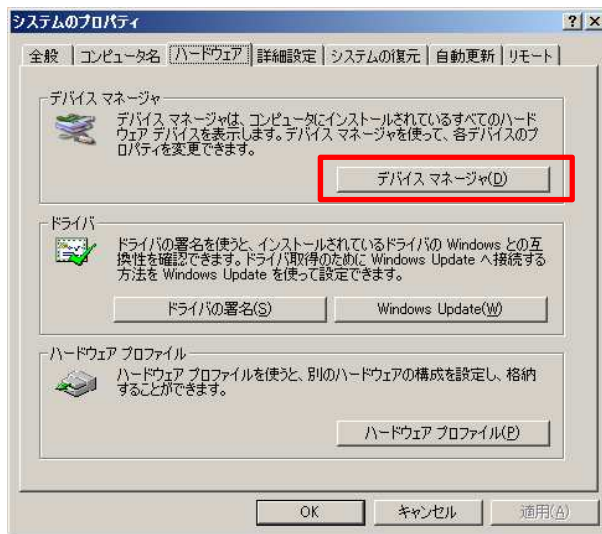 システムのプロパティ
全般 コンピュータ名 ハードウェア 詳細設定 システムの復元 自動更新 リモート
デバイス マネージャ
デバイス マネージャは、コンピュータにインストールされているすべてのハード
ウェア デバイスを表示します。デバイス マネージャを使って、各デバイスのプ
ロパティを変更できます。
デバイス マネージャ(D)
ドライバ
ドライバの署名を使うと、インストールされているドライバの Windows との互
換性を確認できます。ドライバ取得のために Windows Update へ接続する
方法を Windows Update を使って設定できます。
ドライバの署名(S) Windows Update(W)
ハードウェア プロファイル
ハードウェア プロファイルを使うと、別のハードウェアの構成を設定し、格納
することができます。
ハードウェア プロファイル(P)
OK キャンセル 適用(A)